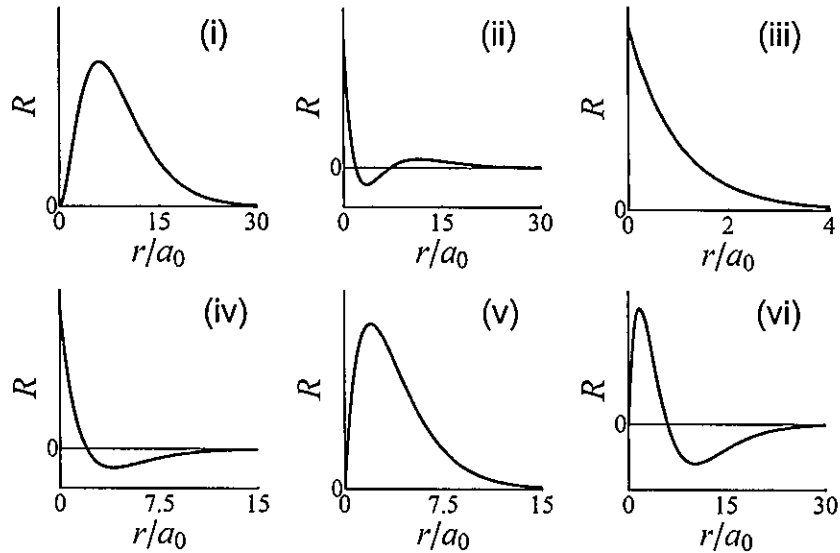 (i)
R
0
0 15 30
r/a₀
(ii)
R
0
0 15 30
r/a₀
(iii)
R
0
0 2 4
r/a₀
(iv)
R
0
0 7.5 15
r/a₀
(v)
R
0
0 7.5 15
r/a₀
(vi)
R
0
0 15 30
r/a₀